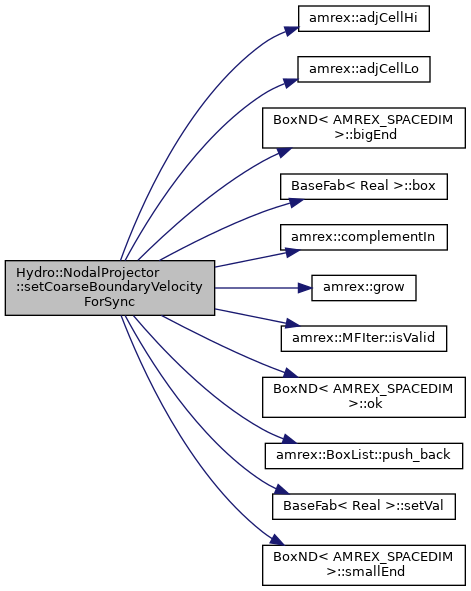 amrex::adjCellHi
amrex::adjCellLo
BoxND< AMREX_SPACEDIM
>::bigEnd
BaseFab< Real >::box
amrex::complementIn
Hydro::NodalProjector
::setCoarseBoundaryVelocity
ForSync
amrex::grow
amrex::MFIter::isValid
BoxND< AMREX_SPACEDIM
>::ok
amrex::BoxList::push_back
BaseFab< Real >::setVal
BoxND< AMREX_SPACEDIM
>::smallEnd